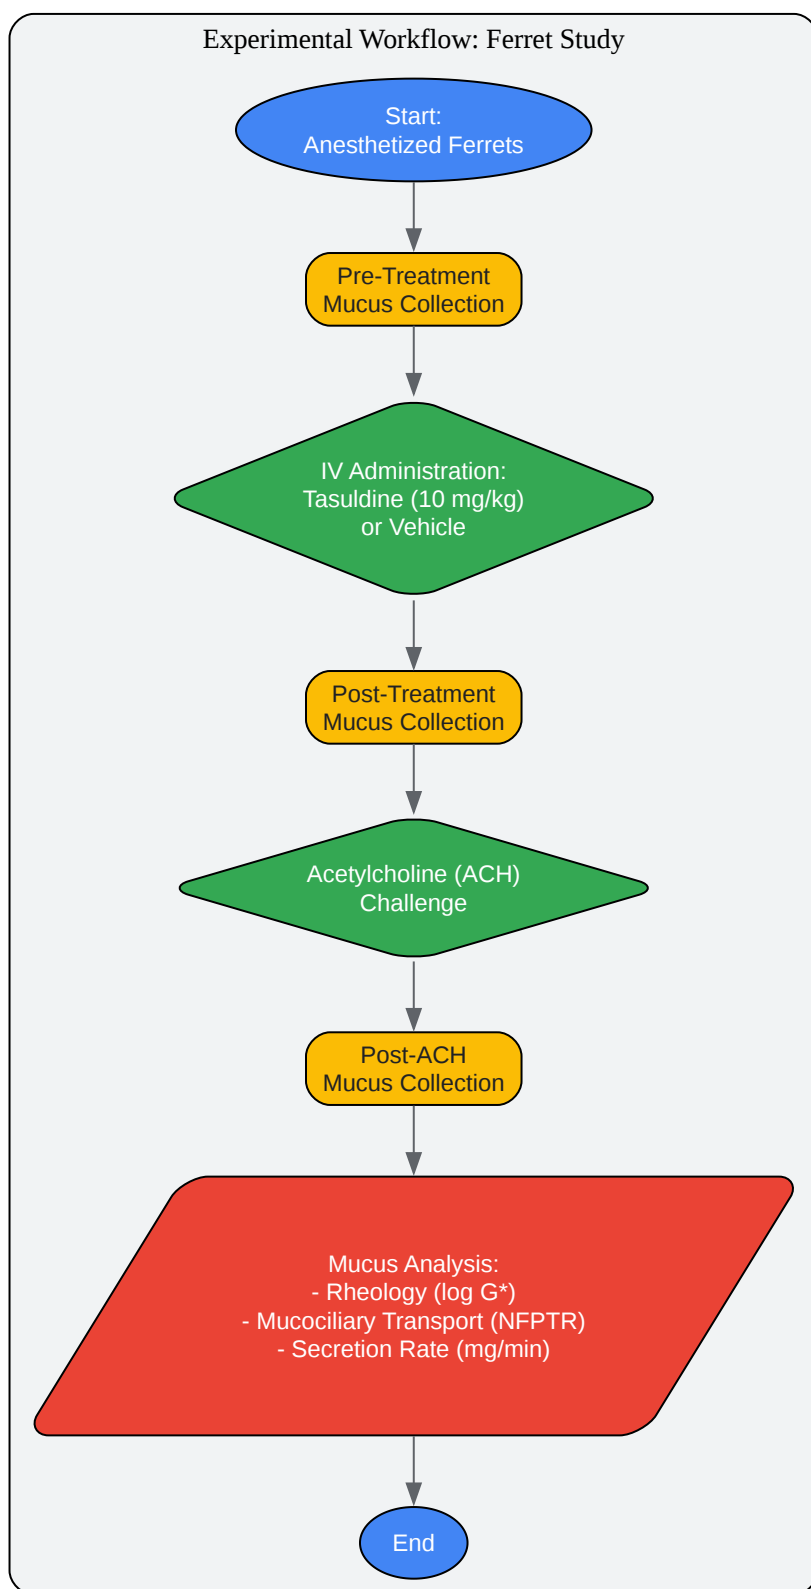 Experimental Workflow: Ferret Study
Start:
Anesthetized Ferrets
Pre-Treatment
Mucus Collection
IV Administration:
Tasuldine (10 mg/kg)
or Vehicle
Post-Treatment
Mucus Collection
Acetylcholine (ACH)
Challenge
Post-ACH
Mucus Collection
Mucus Analysis:
- Rheology (log G*)
- Mucociliary Transport (NFPTR)
- Secretion Rate (mg/min)
End